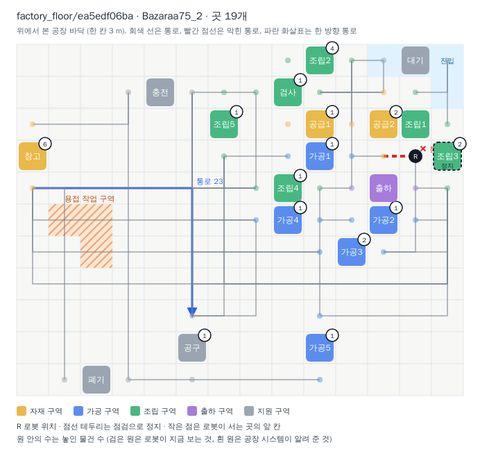 factory_floor/ea5edf06ba · Bazaraa75_2 · 곳 19개
위에서 본 공장 바닥 (한 칸 3 m). 회색 선은 통로, 빨간 점선은 막힌 통로, 파란 화살표는 한 방향 통로
조립2 4
대기
진입
충전
검사 1
조립5 1
공급1 1
공급2 2
조립1
창고 6
가공1 1
R
×
조립3 2
정지
통로 23
조립4 1
출하
용접 작업 구역
가공4 1
가공2 1
가공3 2
공구 1
가공5 1
폐기
자재 구역 가공 구역 조립 구역 출하 구역 지원 구역
R 로봇 위치 · 점선 테두리는 점검으로 정지 · 작은 점은 로봇이 서는 곳의 앞 칸
원 안의 수는 놓인 물건 수 (검은 원은 로봇이 지금 보는 것, 흰 원은 공장 시스템이 알려 준 것)